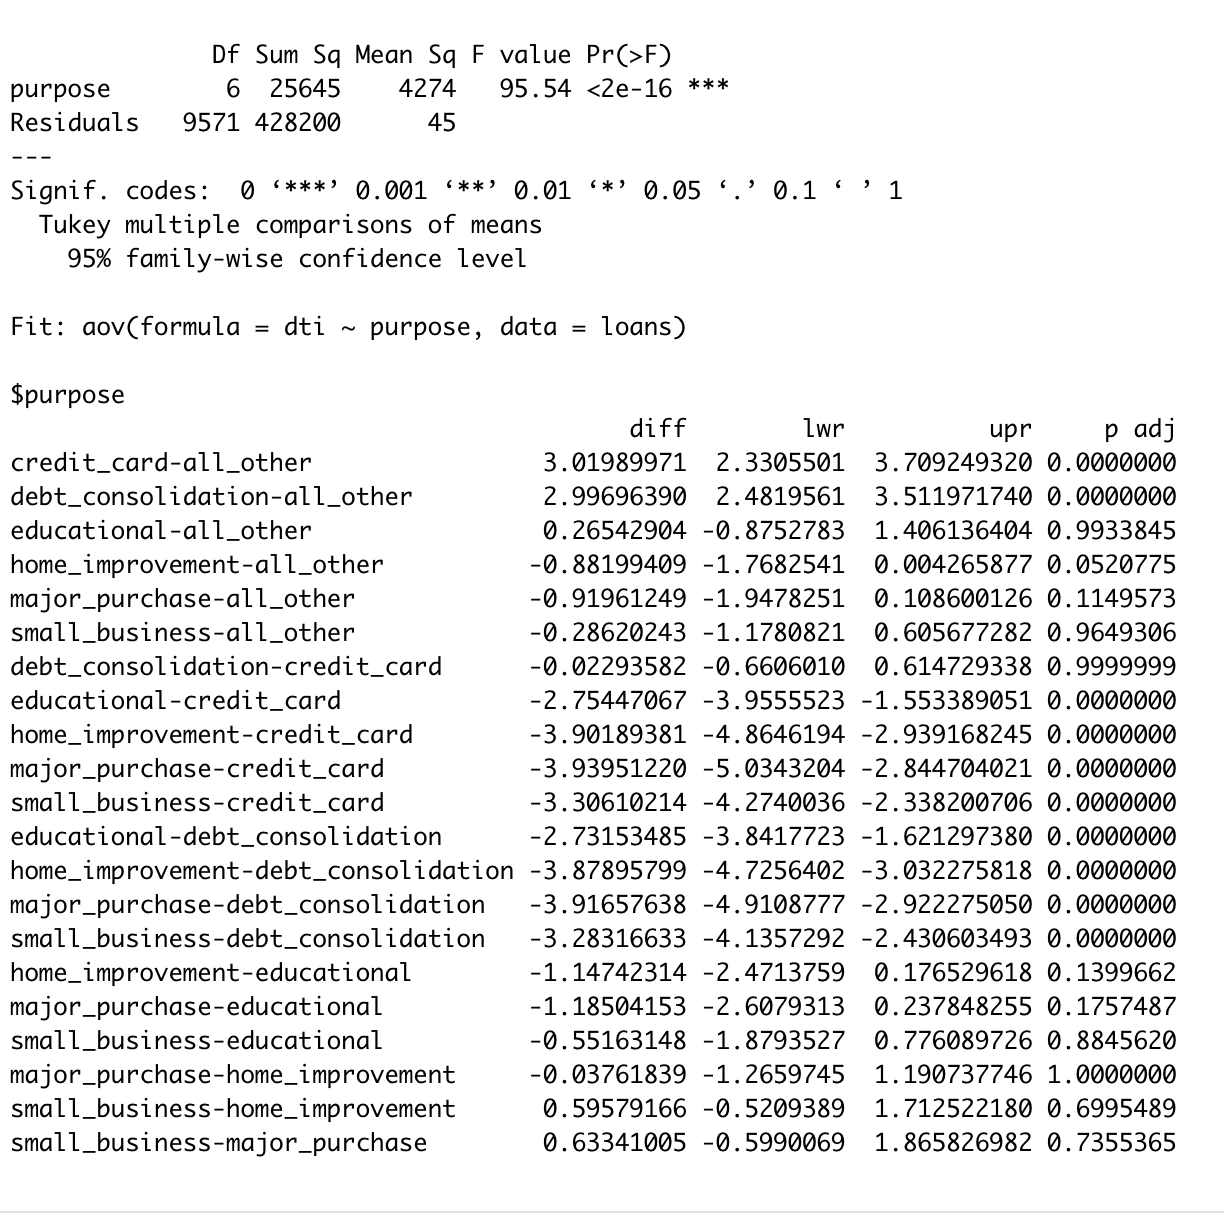 Df Sum Sq Mean Sq F value Pr(>F)
purpose 6 25645 4274 95.54 <2e-16 ***
Residuals 9571 428200 45
---
Signif. codes: 0 ‘***’ 0.001 ‘**’ 0.01 ‘*’ 0.05 ‘.’ 0.1 ‘ ’ 1
Tukey multiple comparisons of means
95% family-wise confidence level
Fit: aov(formula = dti ~ purpose, data = loans)
$purpose
diff lwr upr p adj
credit_card-all_other 3.01989971 2.3305501 3.709249320 0.0000000
debt_consolidation-all_other 2.99696390 2.4819561 3.511971740 0.0000000
educational-all_other 0.26542904 -0.8752783 1.406136404 0.9933845
home_improvement-all_other -0.88199409 -1.7682541 0.004265877 0.0520775
major_purchase-all_other -0.91961249 -1.9478251 0.108600126 0.1149573
small_business-all_other -0.28620243 -1.1780821 0.605677282 0.9649306
debt_consolidation-credit_card -0.02293582 -0.6606010 0.614729338 0.9999999
educational-credit_card -2.75447067 -3.9555523 -1.553389051 0.0000000
home_improvement-credit_card -3.90189381 -4.8646194 -2.939168245 0.0000000
major_purchase-credit_card -3.93951220 -5.0343204 -2.844704021 0.0000000
small_business-credit_card -3.30610214 -4.2740036 -2.338200706 0.0000000
educational-debt_consolidation -2.73153485 -3.8417723 -1.621297380 0.0000000
home_improvement-debt_consolidation -3.87895799 -4.7256402 -3.032275818 0.0000000
major_purchase-debt_consolidation -3.91657638 -4.9108777 -2.922275050 0.0000000
small_business-debt_consolidation -3.28316633 -4.1357292 -2.430603493 0.0000000
home_improvement-educational -1.14742314 -2.4713759 0.176529618 0.1399662
major_purchase-educational -1.18504153 -2.6079313 0.237848255 0.1757487
small_business-educational -0.55163148 -1.8793527 0.776089726 0.8845620
major_purchase-home_improvement -0.03761839 -1.2659745 1.190737746 1.0000000
small_business-home_improvement 0.59579166 -0.5209389 1.712522180 0.6995489
small_business-major_purchase 0.63341005 -0.5990069 1.865826982 0.7355365